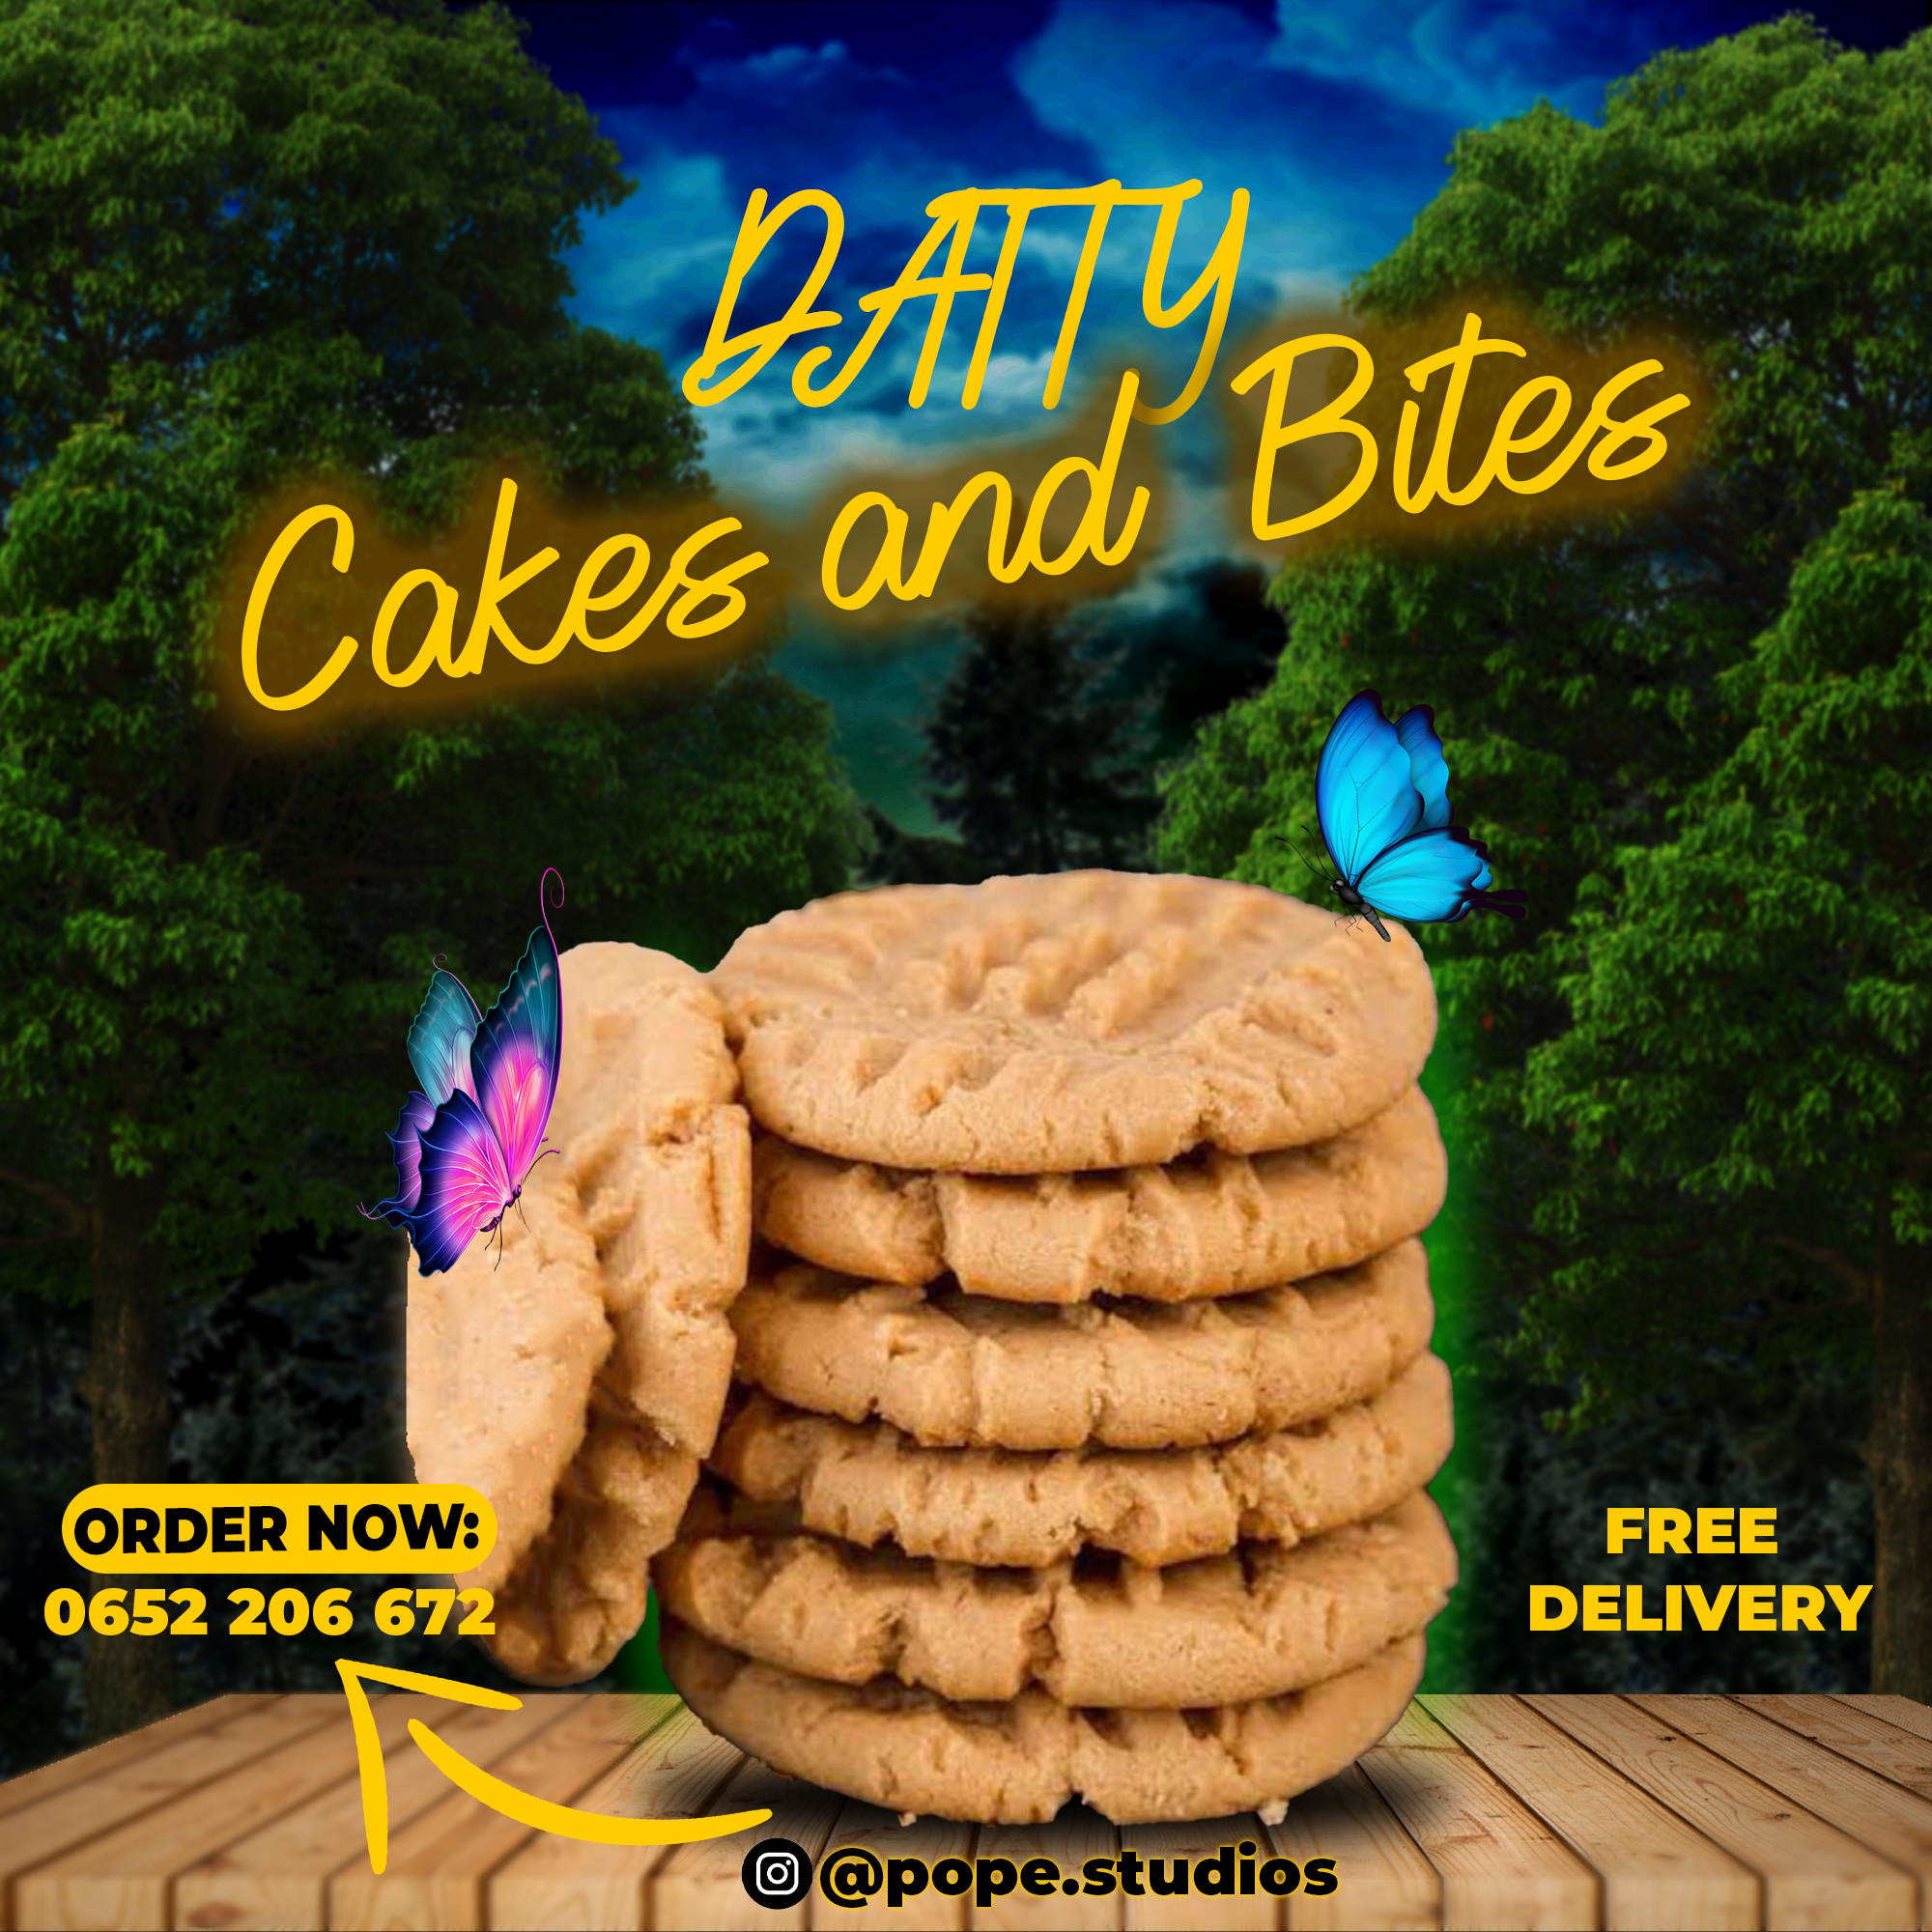 DATTY
Cakes and Bites
ORDER NOW:
0652 206 672
FREE
DELIVERY
@pope.studios